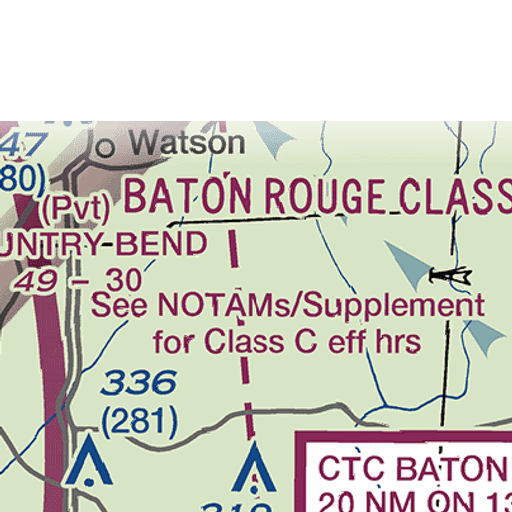 47
Watson
80)
(Pvt)
BATON ROUGE CLASS
UNTRY-BEND
49 - 30
See NOTAMs/Supplement
for Class C eff hrs
336
(281)
CTC BATON
20 NM ON 13